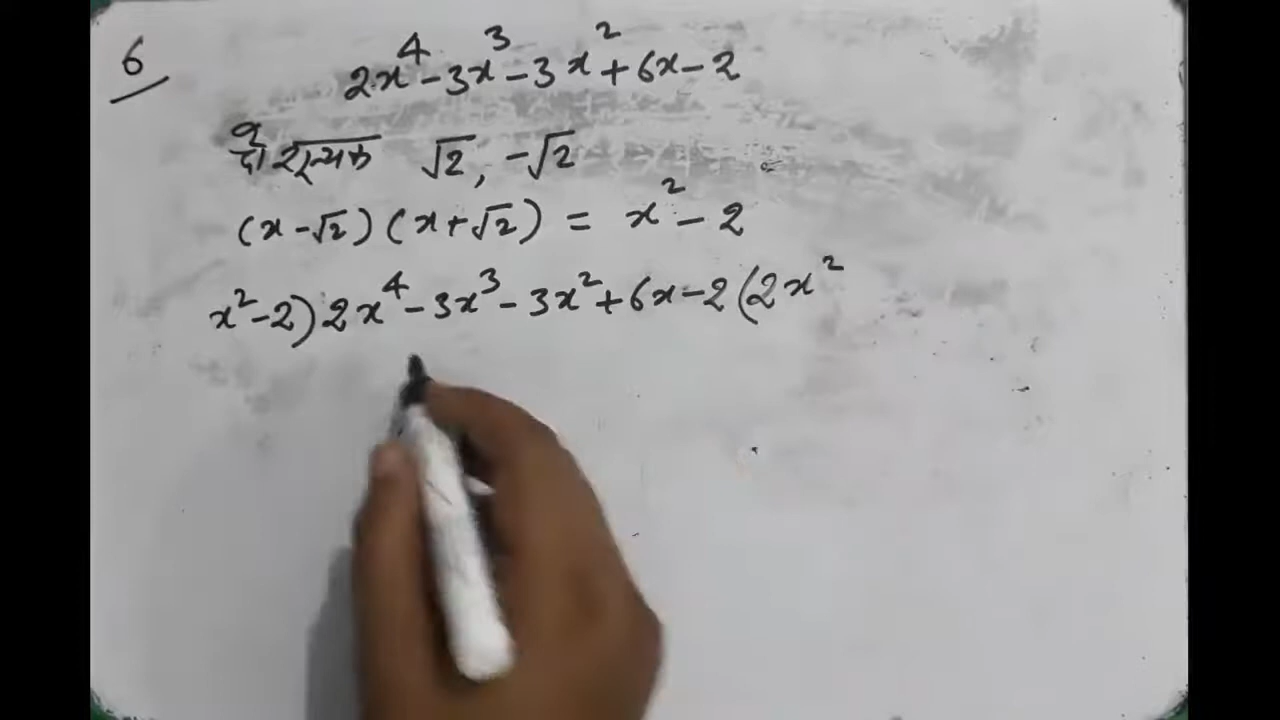 6
2x⁴-3x³-3x²+6x-2
दो शून्यक √2, -√2
(x-√2)(x+√2) = x²-2
x²-2)2x⁴-3x³-3x²+6x-2(2x²